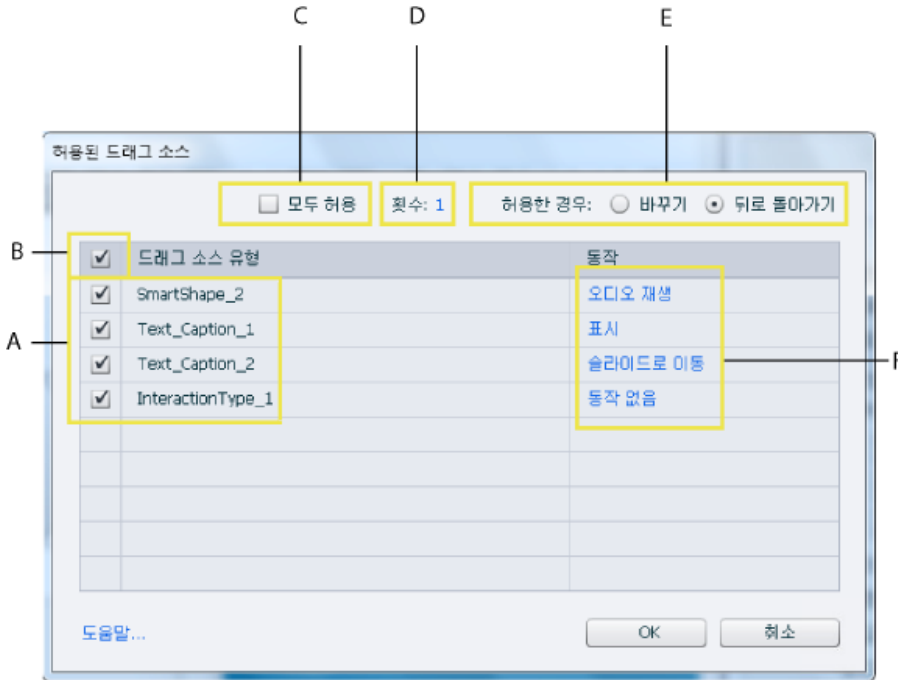 C D E
허용된 드래그 소스
모두 허용 횟수: 1 허용한 경우: 바꾸기 뒤로 돌아가기
B 드래그 소스 유형 동작
SmartShape_2 오디오 재생
A Text_Caption_1 표시
Text_Caption_2 슬라이드로 이동 F
InteractionType_1 동작 없음
도움말... OK 취소